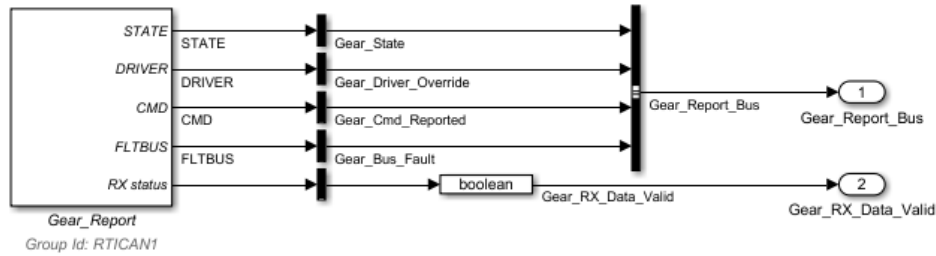 STATE
STATE
Gear_State
DRIVER
DRIVER
Gear_Driver_Override
CMD
CMD
Gear_Cmd_Reported
FLTBUS
FLTBUS
Gear_Bus_Fault
RX status
boolean
Gear_RX_Data_Valid
Gear_Report_Bus
1
Gear_Report_Bus
2
Gear_RX_Data_Valid
Gear_Report
Group Id: RTICAN1